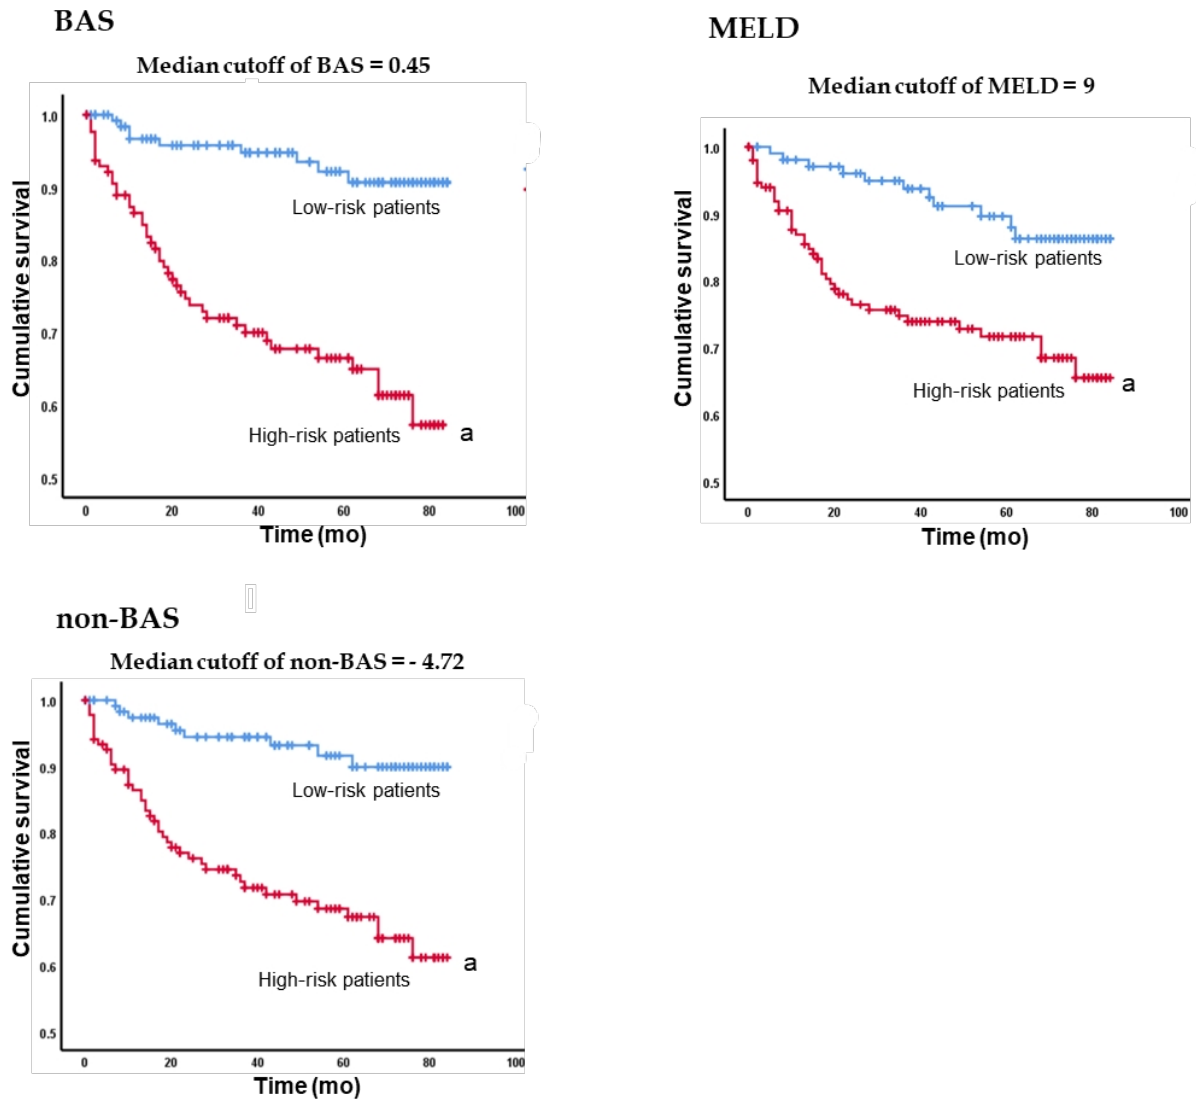 BAS
Median cutoff of BAS = 0.45
Cumulative survival
1.0
0.9
0.8
0.7
0.6
0.5
Low-risk patients
High-risk patients
a
0 20 40 60 80 100
Time (mo)
MELD
Median cutoff of MELD = 9
Cumulative survival
1.0
0.9
0.8
0.7
0.6
0.5
Low-risk patients
High-risk patients
a
0 20 40 60 80 100
Time (mo)
non-BAS
Median cutoff of non-BAS = - 4.72
Cumulative survival
1.0
0.9
0.8
0.7
0.6
0.5
Low-risk patients
High-risk patients
a
0 20 40 60 80 100
Time (mo)